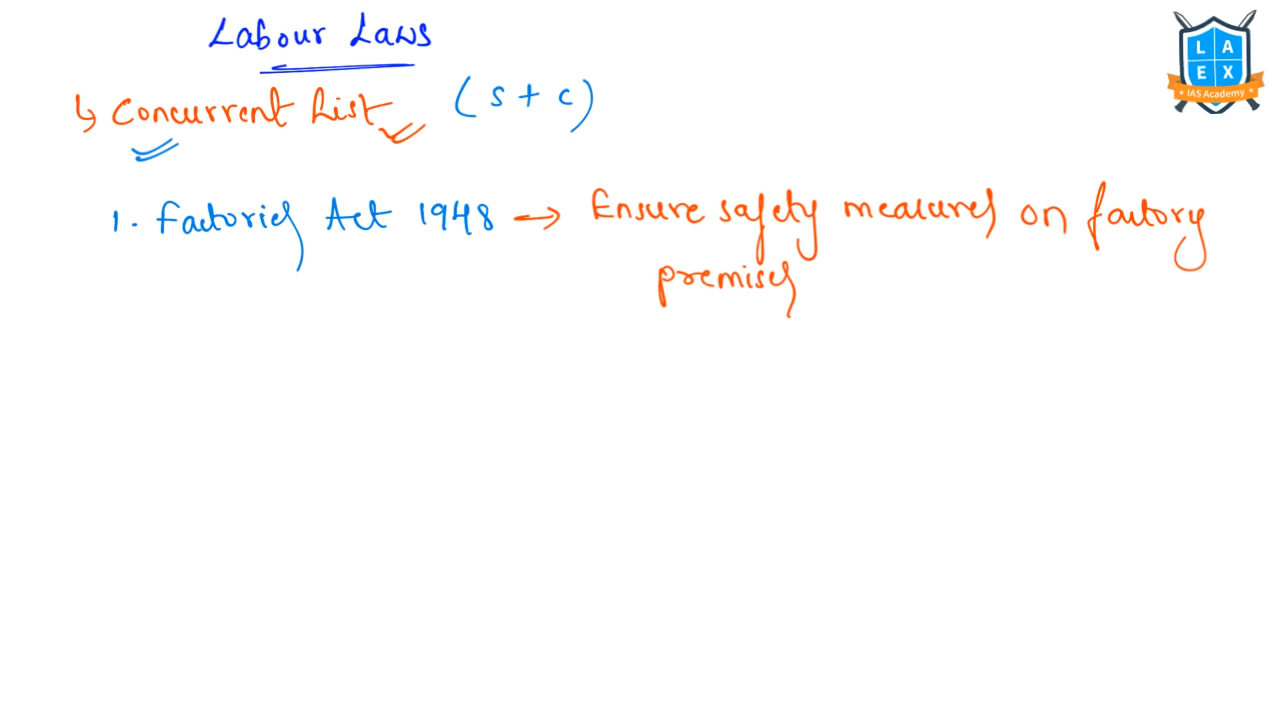 Labour Laws
↳ Concurrent List (S + C)
1. Factories Act 1948 → Ensure safety measures on factory
premises
L A
E X
* IAS Academy *